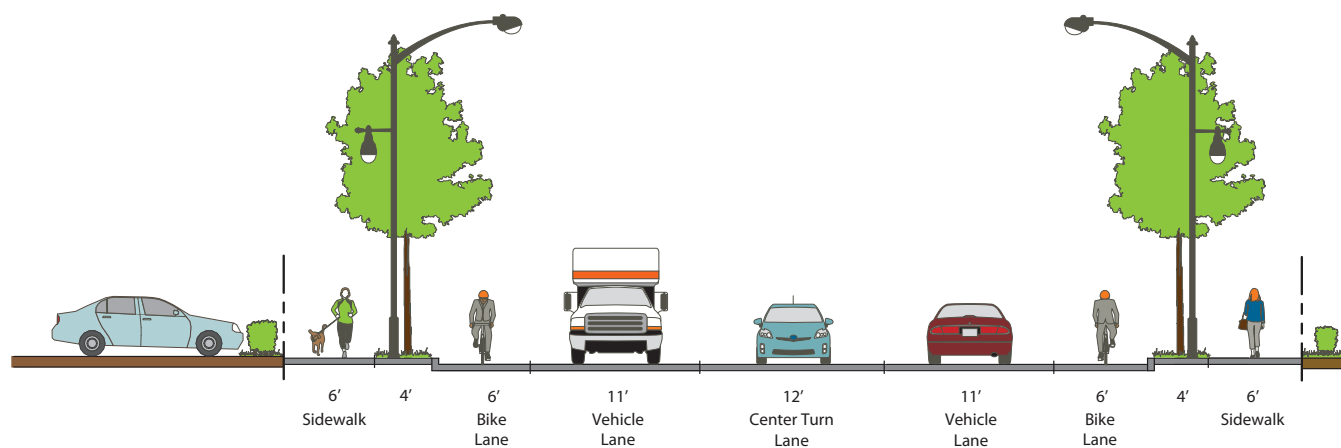 6’ 4’ 6’ 11’ 12’ 11’ 6’ 4’ 6’
Sidewalk Bike Vehicle Center Turn Vehicle Bike Sidewalk
Lane Lane Lane Lane Lane